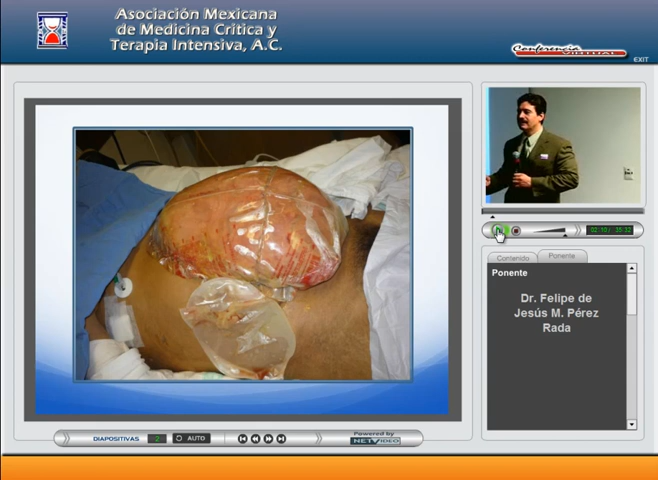 Asociación Mexicana
de Medicina Crítica y
Terapia Intensiva, A.C.
Conferencia
EXIT
02:10/ 35:32
Contenido
Ponente
Ponente
Dr. Felipe de
Jesús M. Pérez
Rada
DIAPOSITIVAS
2
AUTO
Powered by
NETVIDEO